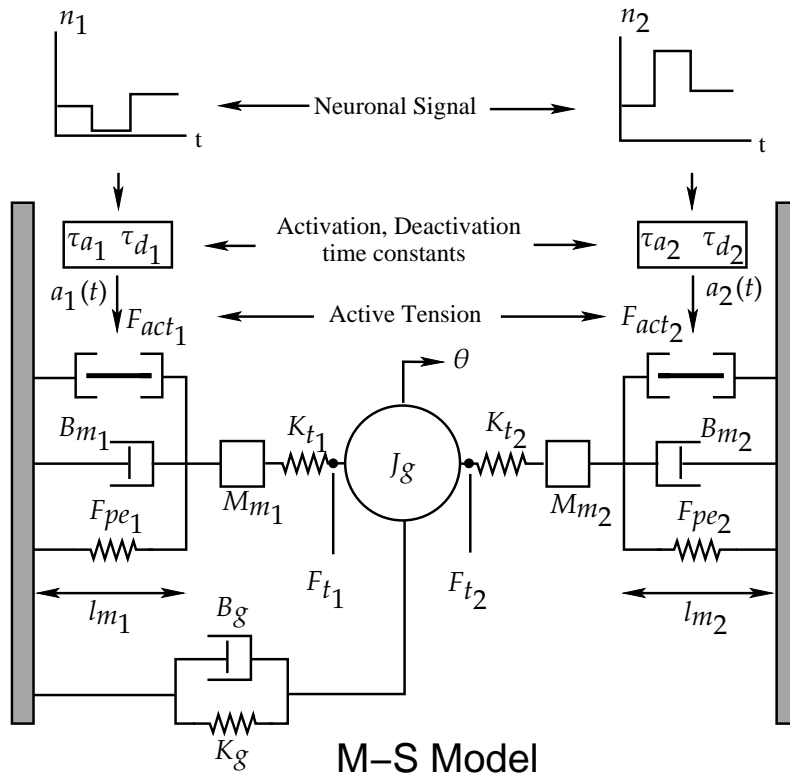 n1
n2
Neuronal Signal
t
t
τa1 τd1
Activation, Deactivation
time constants
τa2 τd2
a1(t)
a2(t)
Fact1
Active Tension
Fact2
θ
Bm1
Kt1
Jg
Kt2
Bm2
Mm1
Mm2
Fpe1
Fpe2
Ft1
Ft2
lm1
lm2
Bg
Kg
M–S Model